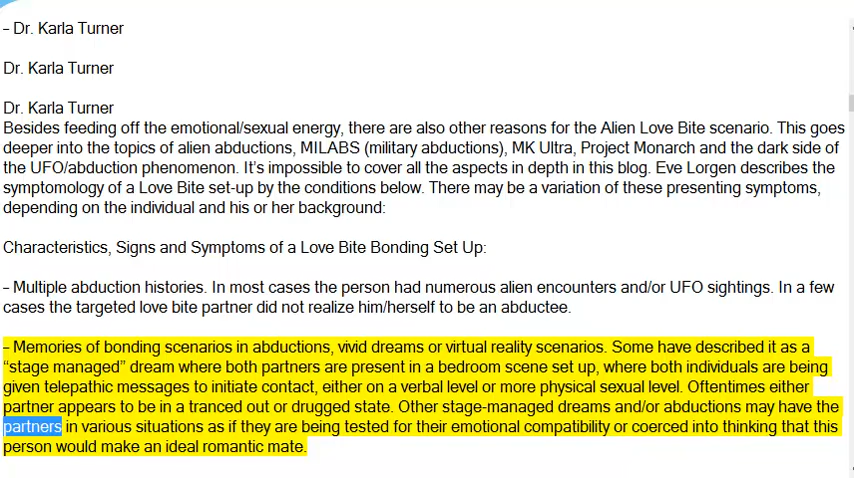 – Dr. Karla Turner
Dr. Karla Turner
Dr. Karla Turner
Besides feeding off the emotional/sexual energy, there are also other reasons for the Alien Love Bite scenario. This goes
deeper into the topics of alien abductions, MILABS (military abductions), MK Ultra, Project Monarch and the dark side of
the UFO/abduction phenomenon. It’s impossible to cover all the aspects in depth in this blog. Eve Lorgen describes the
symptomology of a Love Bite set-up by the conditions below. There may be a variation of these presenting symptoms,
depending on the individual and his or her background:
Characteristics, Signs and Symptoms of a Love Bite Bonding Set Up:
– Multiple abduction histories. In most cases the person had numerous alien encounters and/or UFO sightings. In a few
cases the targeted love bite partner did not realize him/herself to be an abductee.
– Memories of bonding scenarios in abductions, vivid dreams or virtual reality scenarios. Some have described it as a
“stage managed” dream where both partners are present in a bedroom scene set up, where both individuals are being
given telepathic messages to initiate contact, either on a verbal level or more physical sexual level. Oftentimes either
partner appears to be in a tranced out or drugged state. Other stage-managed dreams and/or abductions may have the
partners in various situations as if they are being tested for their emotional compatibility or coerced into thinking that this
person would make an ideal romantic mate.